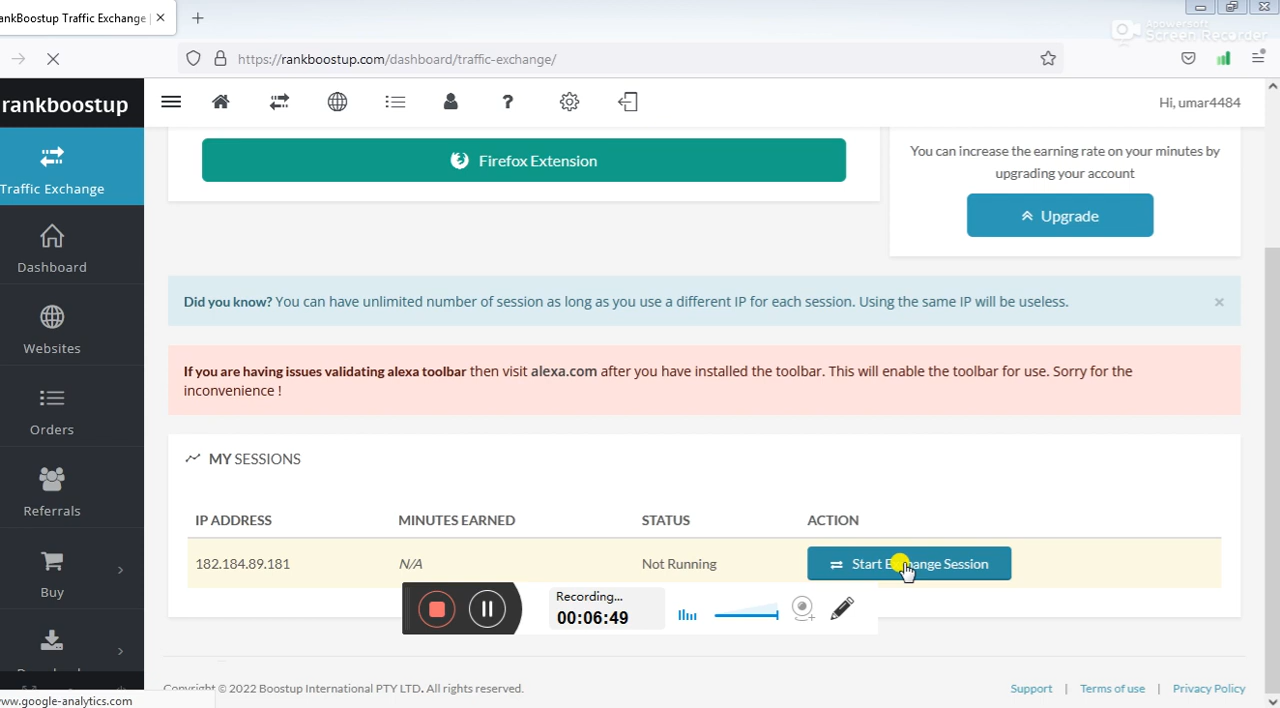 ankBoostup Traffic Exchange
Apowersoft
Screen Recorder
https://rankboostup.com/dashboard/traffic-exchange/
rankboostup
Hi, umar4484
Traffic Exchange
Dashboard
Websites
Orders
Referrals
Buy
Firefox Extension
You can increase the earning rate on your minutes by
upgrading your account
Upgrade
Did you know? You can have unlimited number of session as long as you use a different IP for each session. Using the same IP will be useless.
If you are having issues validating alexa toolbar then visit alexa.com after you have installed the toolbar. This will enable the toolbar for use. Sorry for the
inconvenience !
MY SESSIONS
IP ADDRESS MINUTES EARNED STATUS ACTION
182.184.89.181 N/A Not Running Start Exchange Session
Recording...
00:06:49
Copyright © 2022 Boostup International PTY LTD. All rights reserved.
Support | Terms of use | Privacy Policy
www.google-analytics.com